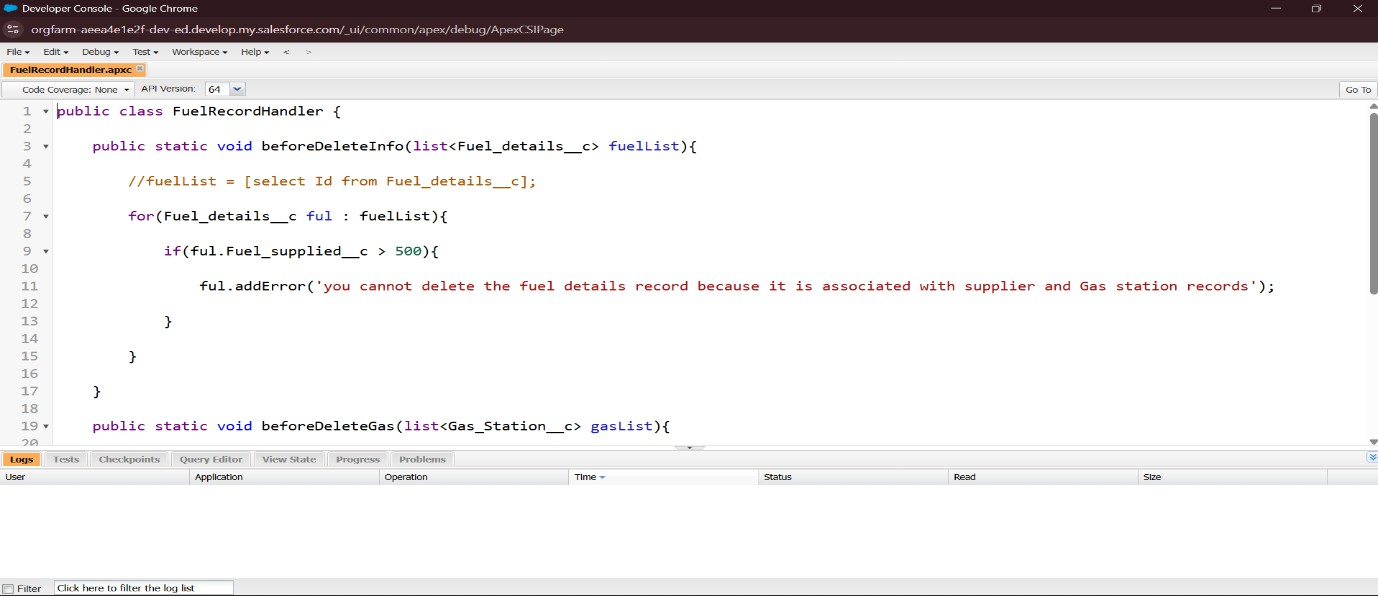 Developer Console - Google Chrome
orgfarm-aeea4e1e2f-dev-ed.develop.my.salesforce.com/_ui/common/apex/debug/ApexCSIPage
File Edit Debug Test Workspace Help < >
FuelRecordHandler.apxc
Code Coverage: None API Version: 64 Go To
1 public class FuelRecordHandler {
2
3 public static void beforeDeleteInfo(list<Fuel_details__c> fuelList){
4
5 //fuelList = [select Id from Fuel_details__c];
6
7 for(Fuel_details__c ful : fuelList){
8
9 if(ful.Fuel_supplied__c > 500){
10
11 ful.addError('you cannot delete the fuel details record because it is associated with supplier and Gas station records');
12
13 }
14
15 }
16
17 }
18
19 public static void beforeDeleteGas(list<Gas_Station__c> gasList){
20
Logs Tests Checkpoints Query Editor View State Progress Problems
User Application Operation Time Status Read Size
Filter Click here to filter the log list